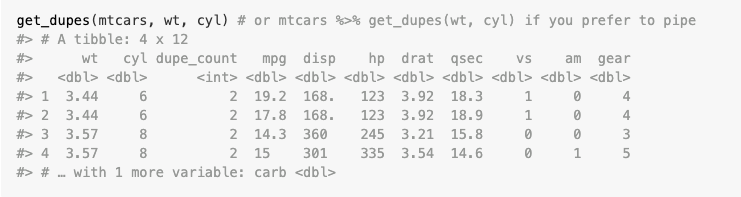 get_dupes(mtcars, wt, cyl) # or mtcars %>% get_dupes(wt, cyl) if you prefer to pipe
#> # A tibble: 4 x 12
#>      wt   cyl dupe_count   mpg  disp    hp  drat  qsec    vs    am  gear
#>   <dbl> <dbl>      <int> <dbl> <dbl> <dbl> <dbl> <dbl> <dbl> <dbl> <dbl>
#> 1  3.44     6          2  19.2  168.   123  3.92  18.3     1     0     4
#> 2  3.44     6          2  17.8  168.   123  3.92  18.9     1     0     4
#> 3  3.57     8          2  14.3  360    245  3.21  15.8     0     0     3
#> 4  3.57     8          2  15    301    335  3.54  14.6     0     1     5
#> # … with 1 more variable: carb <dbl>